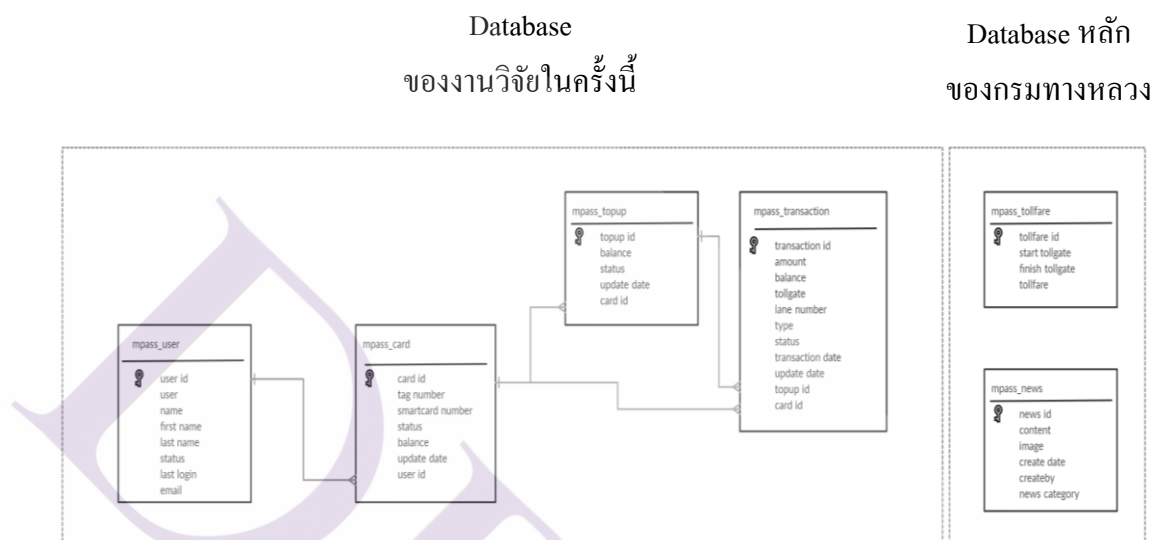 Database
ของงานวิจัยในครั้งนี้
Database หลัก
ของกรมทางหลวง
mpass_user
user id
user
name
first name
last name
status
last login
email
mpass_card
card id
tag number
smartcard number
status
balance
update date
user id
mpass_topup
topup id
balance
status
update date
card id
mpass_transaction
transaction id
amount
balance
tollgate
lane number
type
status
transaction date
update date
topup id
card id
mpass_tollfare
tollfare id
start tollgate
finish tollgate
tollfare
mpass_news
news id
content
image
create date
createby
news category